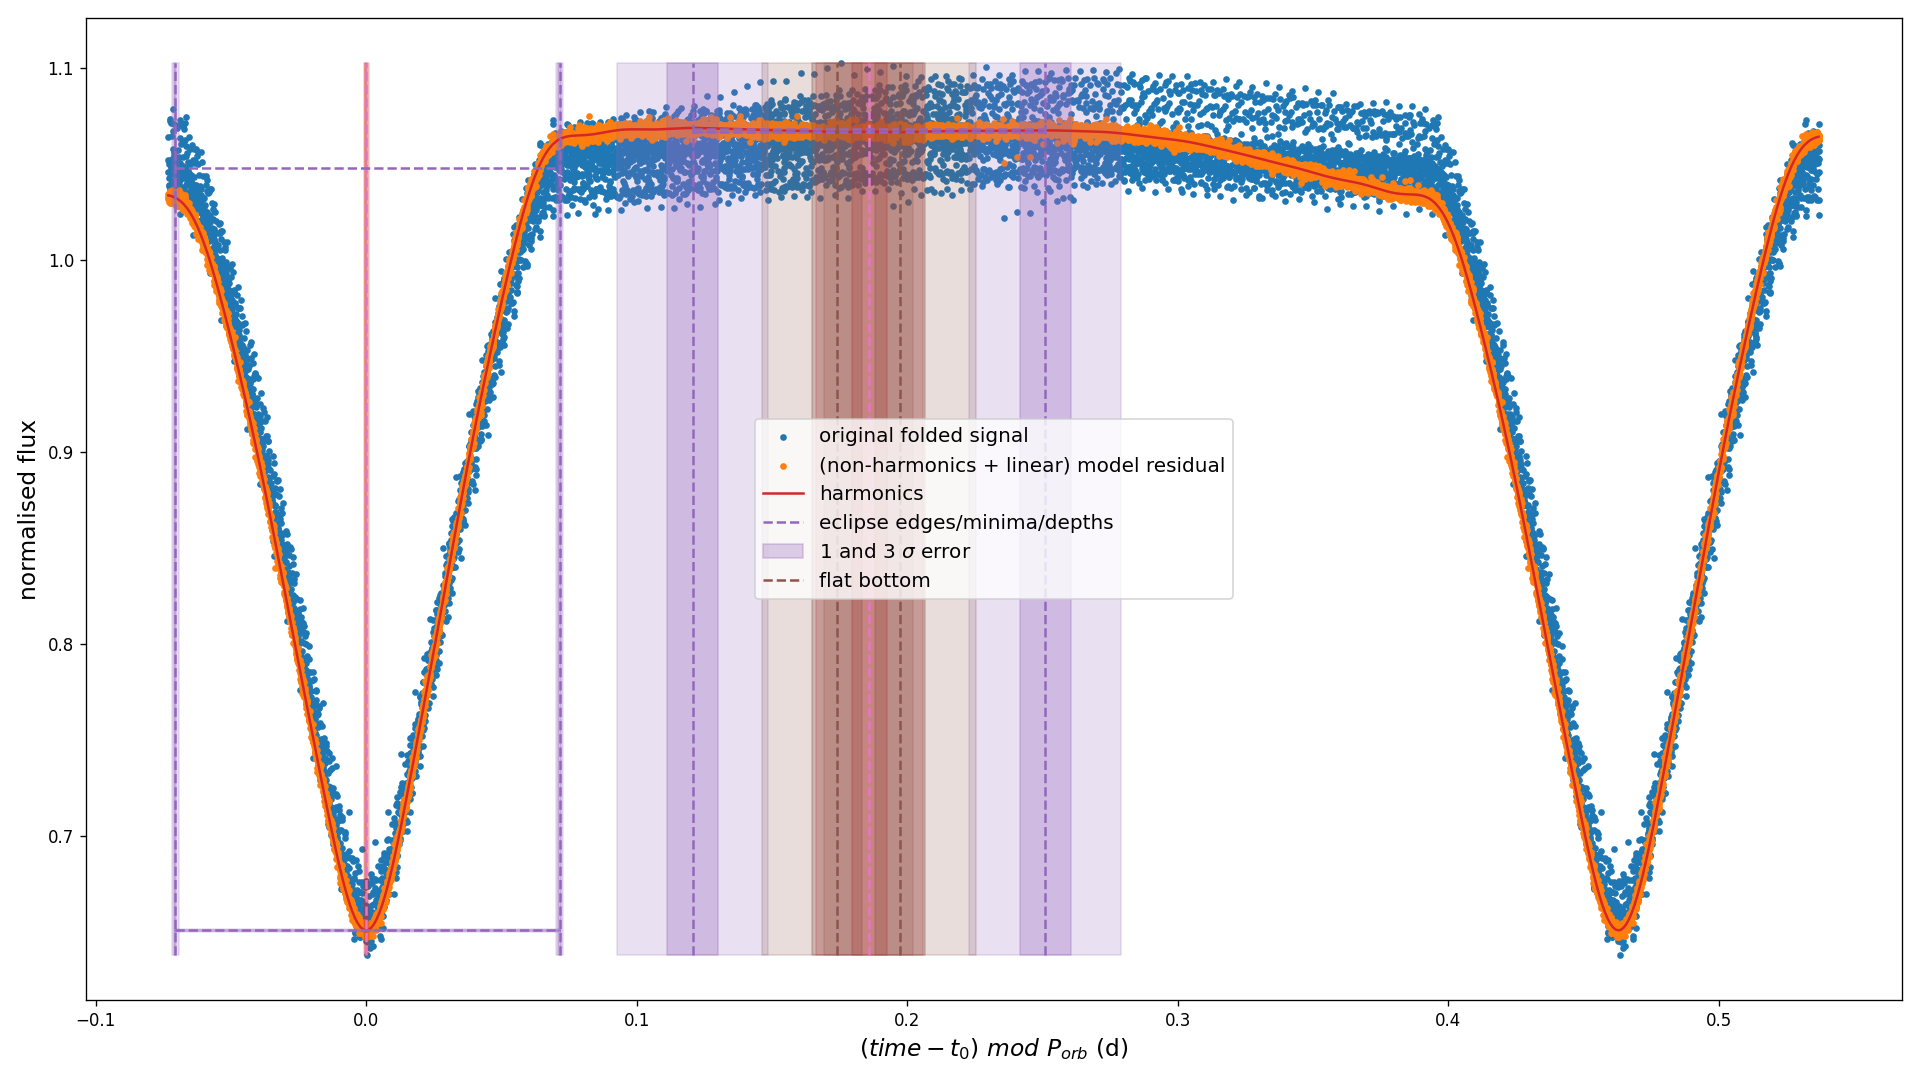 1.1
1.0
0.9
0.8
0.7
normalised flux
original folded signal
(non-harmonics + linear) model residual
harmonics
eclipse edges/minima/depths
1 and 3 σ error
flat bottom
−0.1 0.0 0.1 0.2 0.3 0.4 0.5
(time − t₀) mod Pₒᵣb (d)